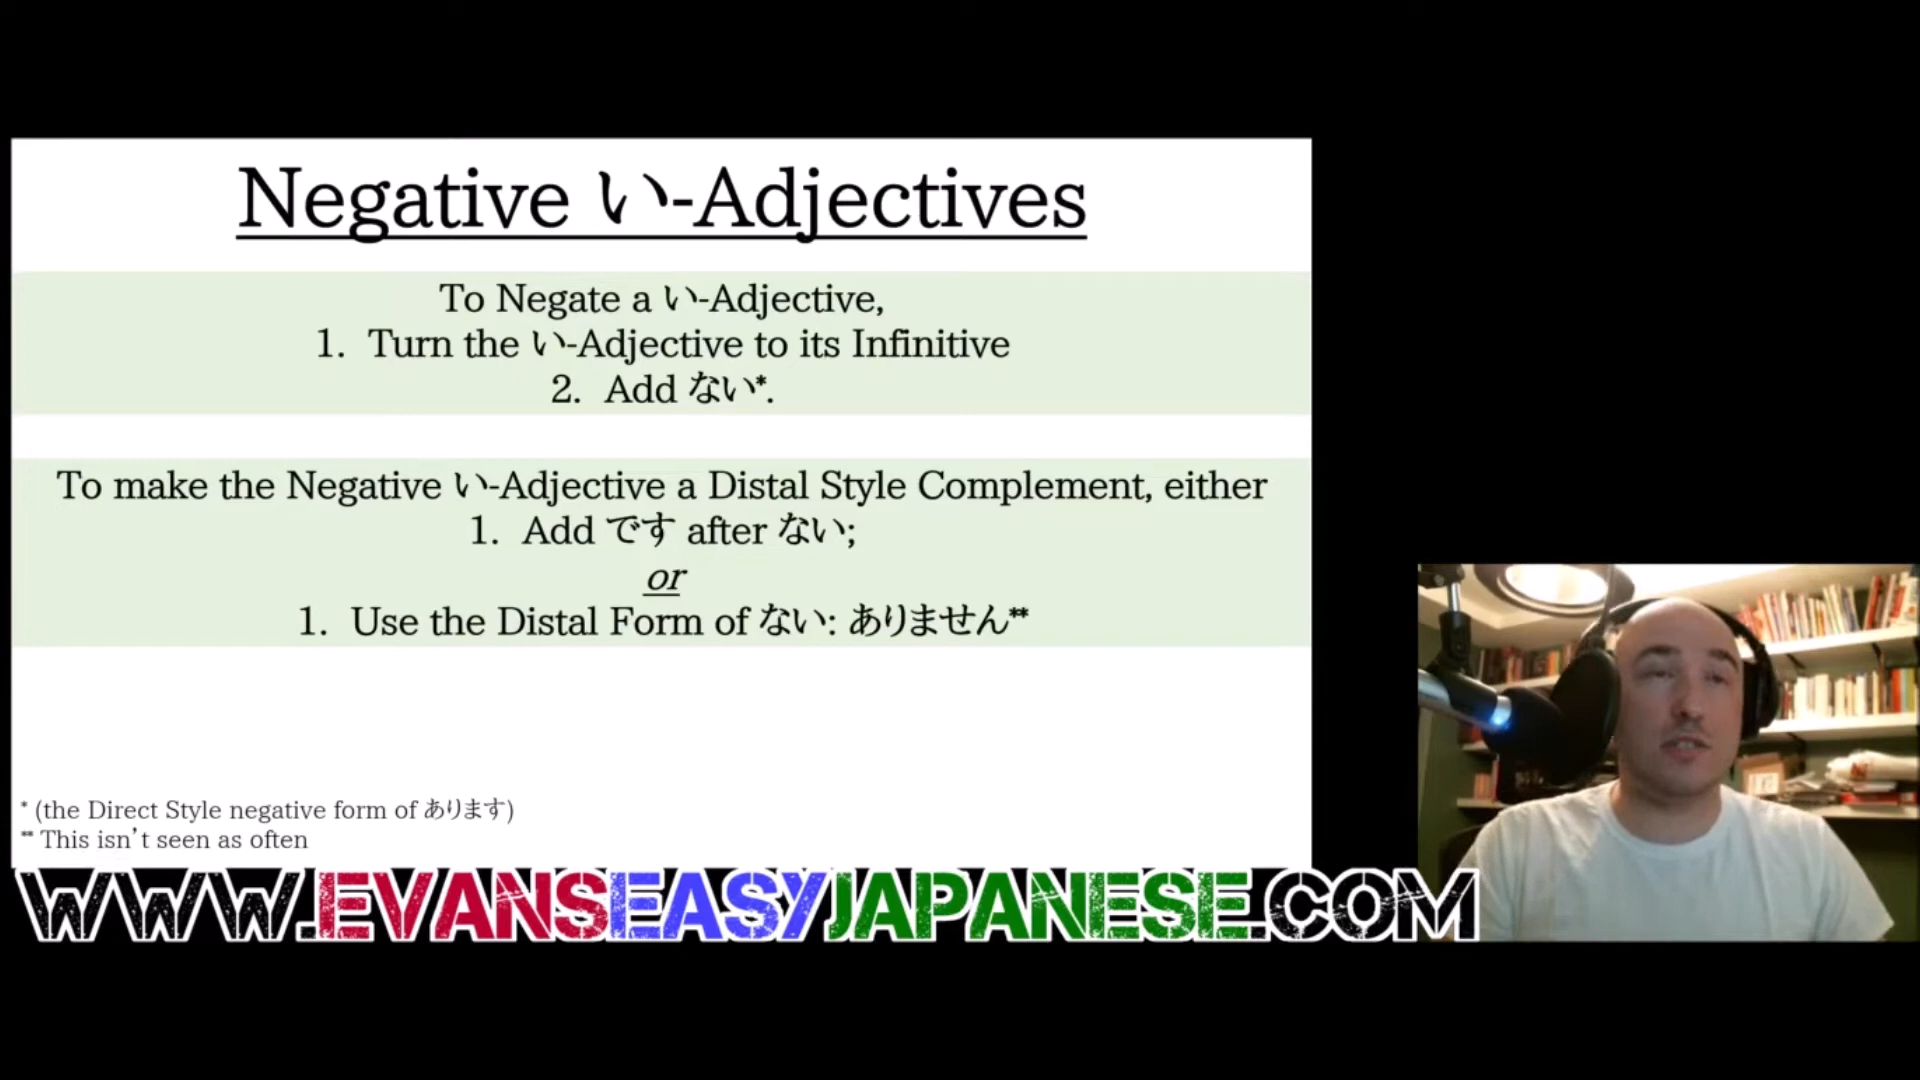 Negative い-Adjectives
To Negate a い-Adjective,
1. Turn the い-Adjective to its Infinitive
2. Add ない*.
To make the Negative い-Adjective a Distal Style Complement, either
1. Add です after ない;
or
1. Use the Distal Form of ない: ありません**
* (the Direct Style negative form of あります)
** This isn't seen as often
WWW.EVANSEASYJAPANESE.COM